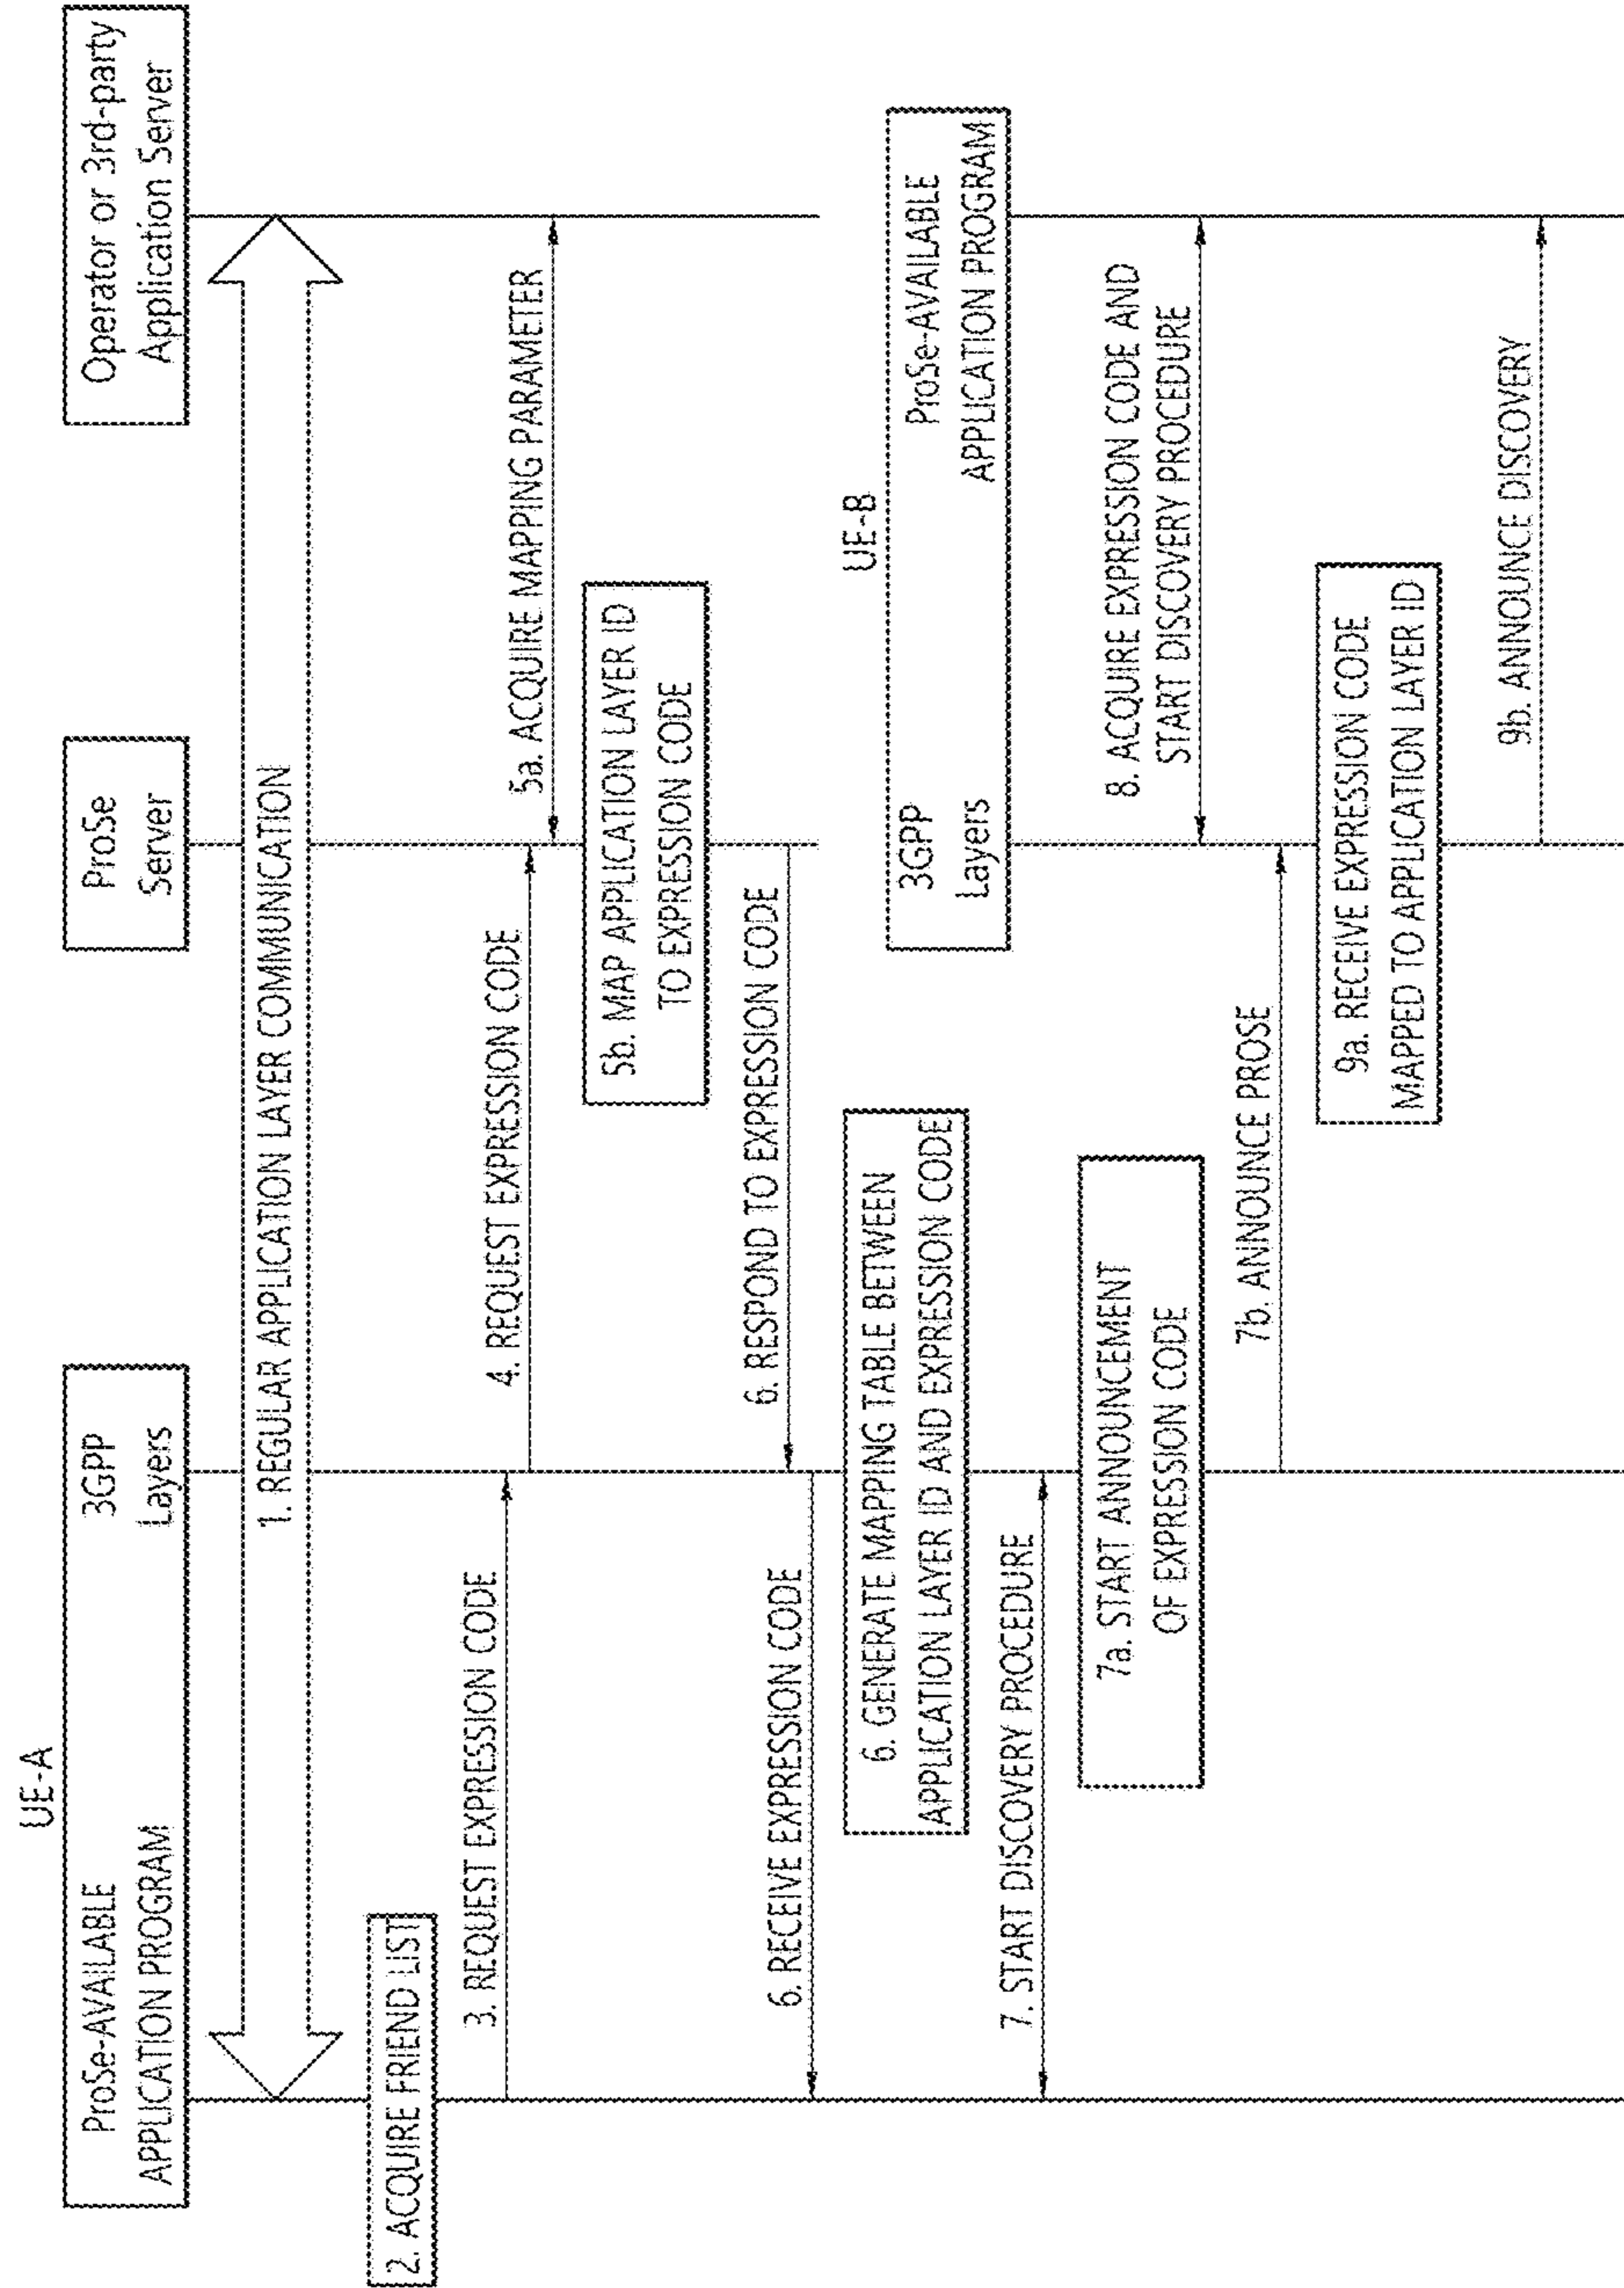 UE-A
ProSe-AVAILABLE
APPLICATION PROGRAM
3GPP
Layers
ProSe
Server
Operator or 3rd-party
Application Server
1. REGULAR APPLICATION LAYER COMMUNICATION
2. ACQUIRE FRIEND LIST
3. REQUEST EXPRESSION CODE
4. REQUEST EXPRESSION CODE
5a. ACQUIRE MAPPING PARAMETER
5b. MAP APPLICATION LAYER ID
TO EXPRESSION CODE
6. RESPOND TO EXPRESSION CODE
6. RECEIVE EXPRESSION CODE
6. GENERATE MAPPING TABLE BETWEEN
APPLICATION LAYER ID AND EXPRESSION CODE
UE-B
3GPP
Layers
ProSe-AVAILABLE
APPLICATION PROGRAM
7. START DISCOVERY PROCEDURE
7a. START ANNOUNCEMENT
OF EXPRESSION CODE
8. ACQUIRE EXPRESSION CODE AND
START DISCOVERY PROCEDURE
7b. ANNOUNCE PROSE
9a. RECEIVE EXPRESSION CODE
MAPPED TO APPLICATION LAYER ID
9b. ANNOUNCE DISCOVERY